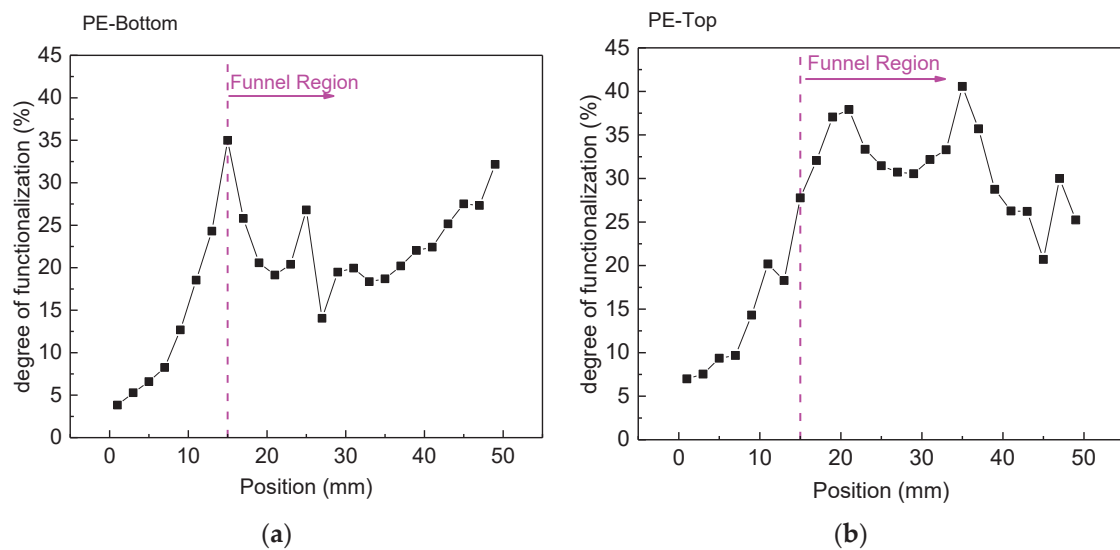 PE-Bottom
45
40
35
30
25
20
15
10
5
0
degree of functionalization (%)
Funnel Region
0 10 20 30 40 50
Position (mm)
(a)
PE-Top
45
40
35
30
25
20
15
10
5
0
degree of functionalization (%)
Funnel Region
0 10 20 30 40 50
Position (mm)
(b)